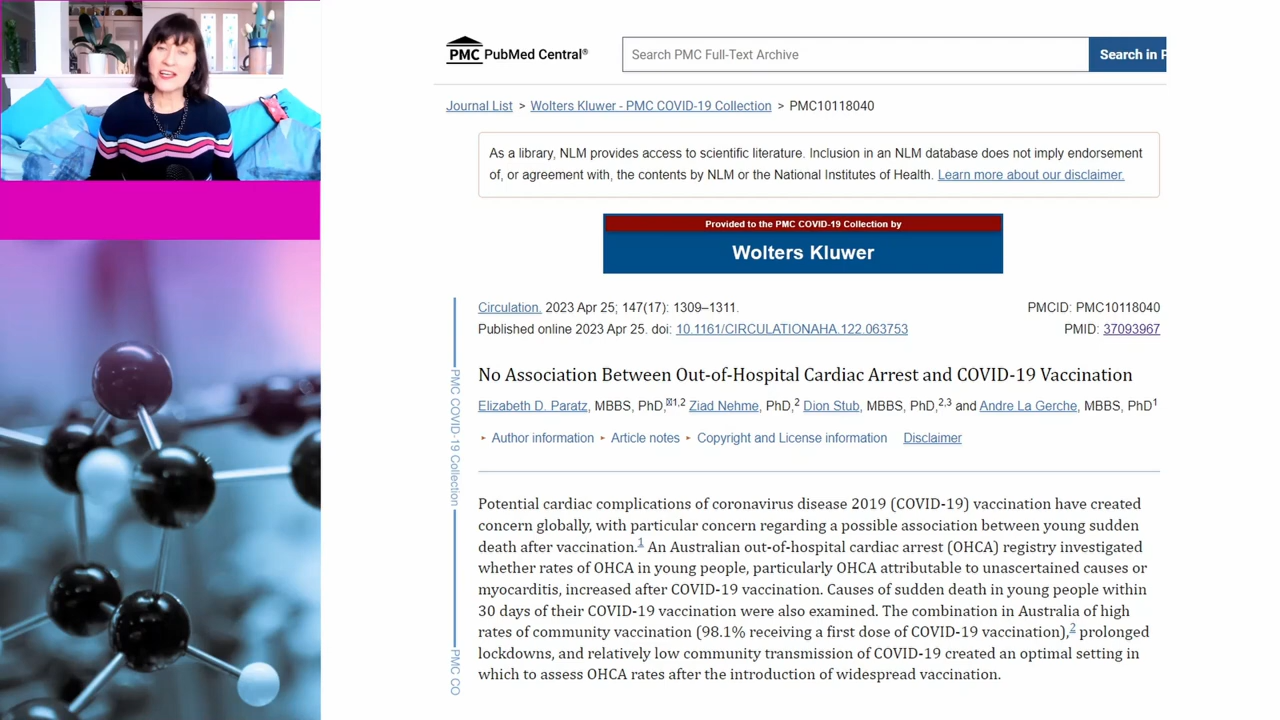 PMC PubMed Central®
Search PMC Full-Text Archive
Search in P
Journal List > Wolters Kluwer - PMC COVID-19 Collection > PMC10118040
As a library, NLM provides access to scientific literature. Inclusion in an NLM database does not imply endorsement
of, or agreement with, the contents by NLM or the National Institutes of Health. Learn more about our disclaimer.
Provided to the PMC COVID-19 Collection by
Wolters Kluwer
Circulation. 2023 Apr 25; 147(17): 1309–1311.
PMCID: PMC10118040
Published online 2023 Apr 25. doi: 10.1161/CIRCULATIONAHA.122.063753
PMID: 37093967
No Association Between Out-of-Hospital Cardiac Arrest and COVID-19 Vaccination
Elizabeth D. Paratz, MBBS, PhD,✉1,2 Ziad Nehme, PhD,2 Dion Stub, MBBS, PhD,2,3 and Andre La Gerche, MBBS, PhD1
▸ Author information ▸ Article notes ▸ Copyright and License information Disclaimer
Potential cardiac complications of coronavirus disease 2019 (COVID-19) vaccination have created
concern globally, with particular concern regarding a possible association between young sudden
death after vaccination.1 An Australian out-of-hospital cardiac arrest (OHCA) registry investigated
whether rates of OHCA in young people, particularly OHCA attributable to unascertained causes or
myocarditis, increased after COVID-19 vaccination. Causes of sudden death in young people within
30 days of their COVID-19 vaccination were also examined. The combination in Australia of high
rates of community vaccination (98.1% receiving a first dose of COVID-19 vaccination),2 prolonged
lockdowns, and relatively low community transmission of COVID-19 created an optimal setting in
which to assess OHCA rates after the introduction of widespread vaccination.
PMC COVID-19 Collection
PMC CO